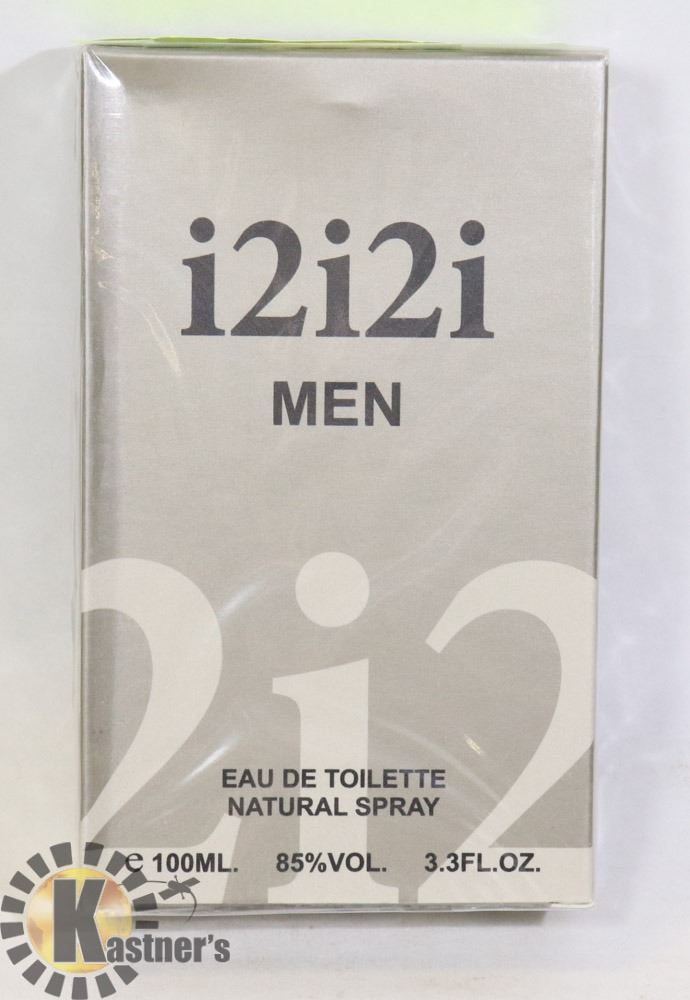 i2i2i
MEN
2i2
EAU DE TOILETTE
NATURAL SPRAY
e 100ML. 85%VOL. 3.3FL.OZ.
Kastner's